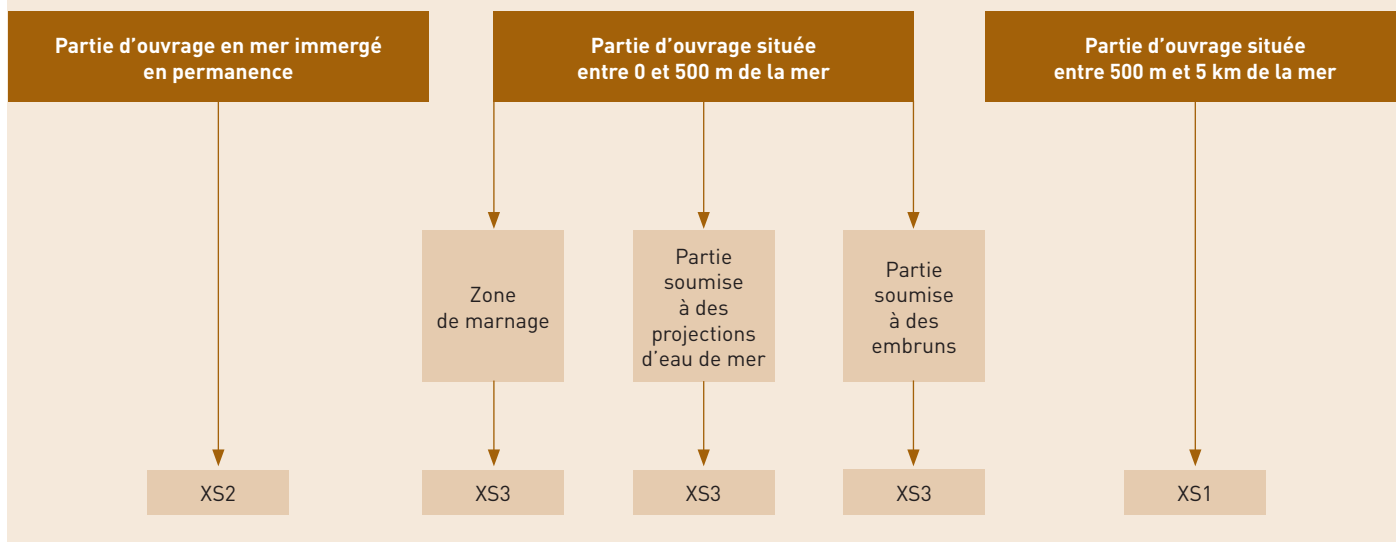 Partie d'ouvrage en mer immergé
en permanence
Partie d'ouvrage située
entre 0 et 500 m de la mer
Partie d'ouvrage située
entre 500 m et 5 km de la mer
Zone
de marnage
Partie
soumise
à des
projections
d'eau de mer
Partie
soumise
à des
embruns
XS2
XS3
XS3
XS3
XS1